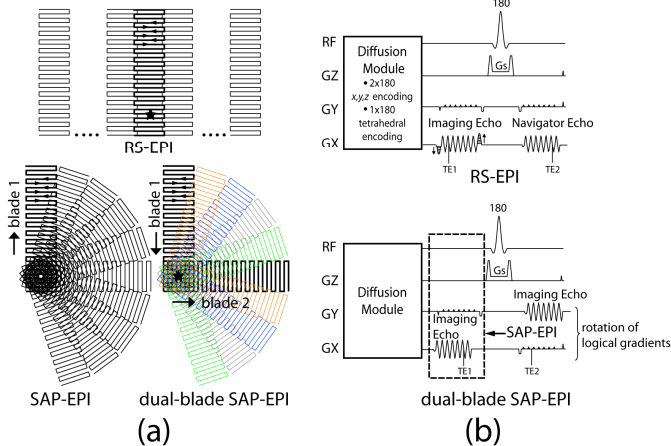 RS-EPI
blade 1
SAP-EPI
blade 1
blade 2
dual-blade SAP-EPI
(a)
180
RF
GZ
GY
GX
Diffusion
Module
• 2x180
x,y,z encoding
• 1x180
tetrahedral
encoding
Gs
Imaging Echo
Navigator Echo
TE1
TE2
RS-EPI
180
RF
GZ
GY
GX
Diffusion
Module
Gs
Imaging Echo
Imaging
Echo
SAP-EPI
rotation of
logical gradients
TE1
TE2
dual-blade SAP-EPI
(b)